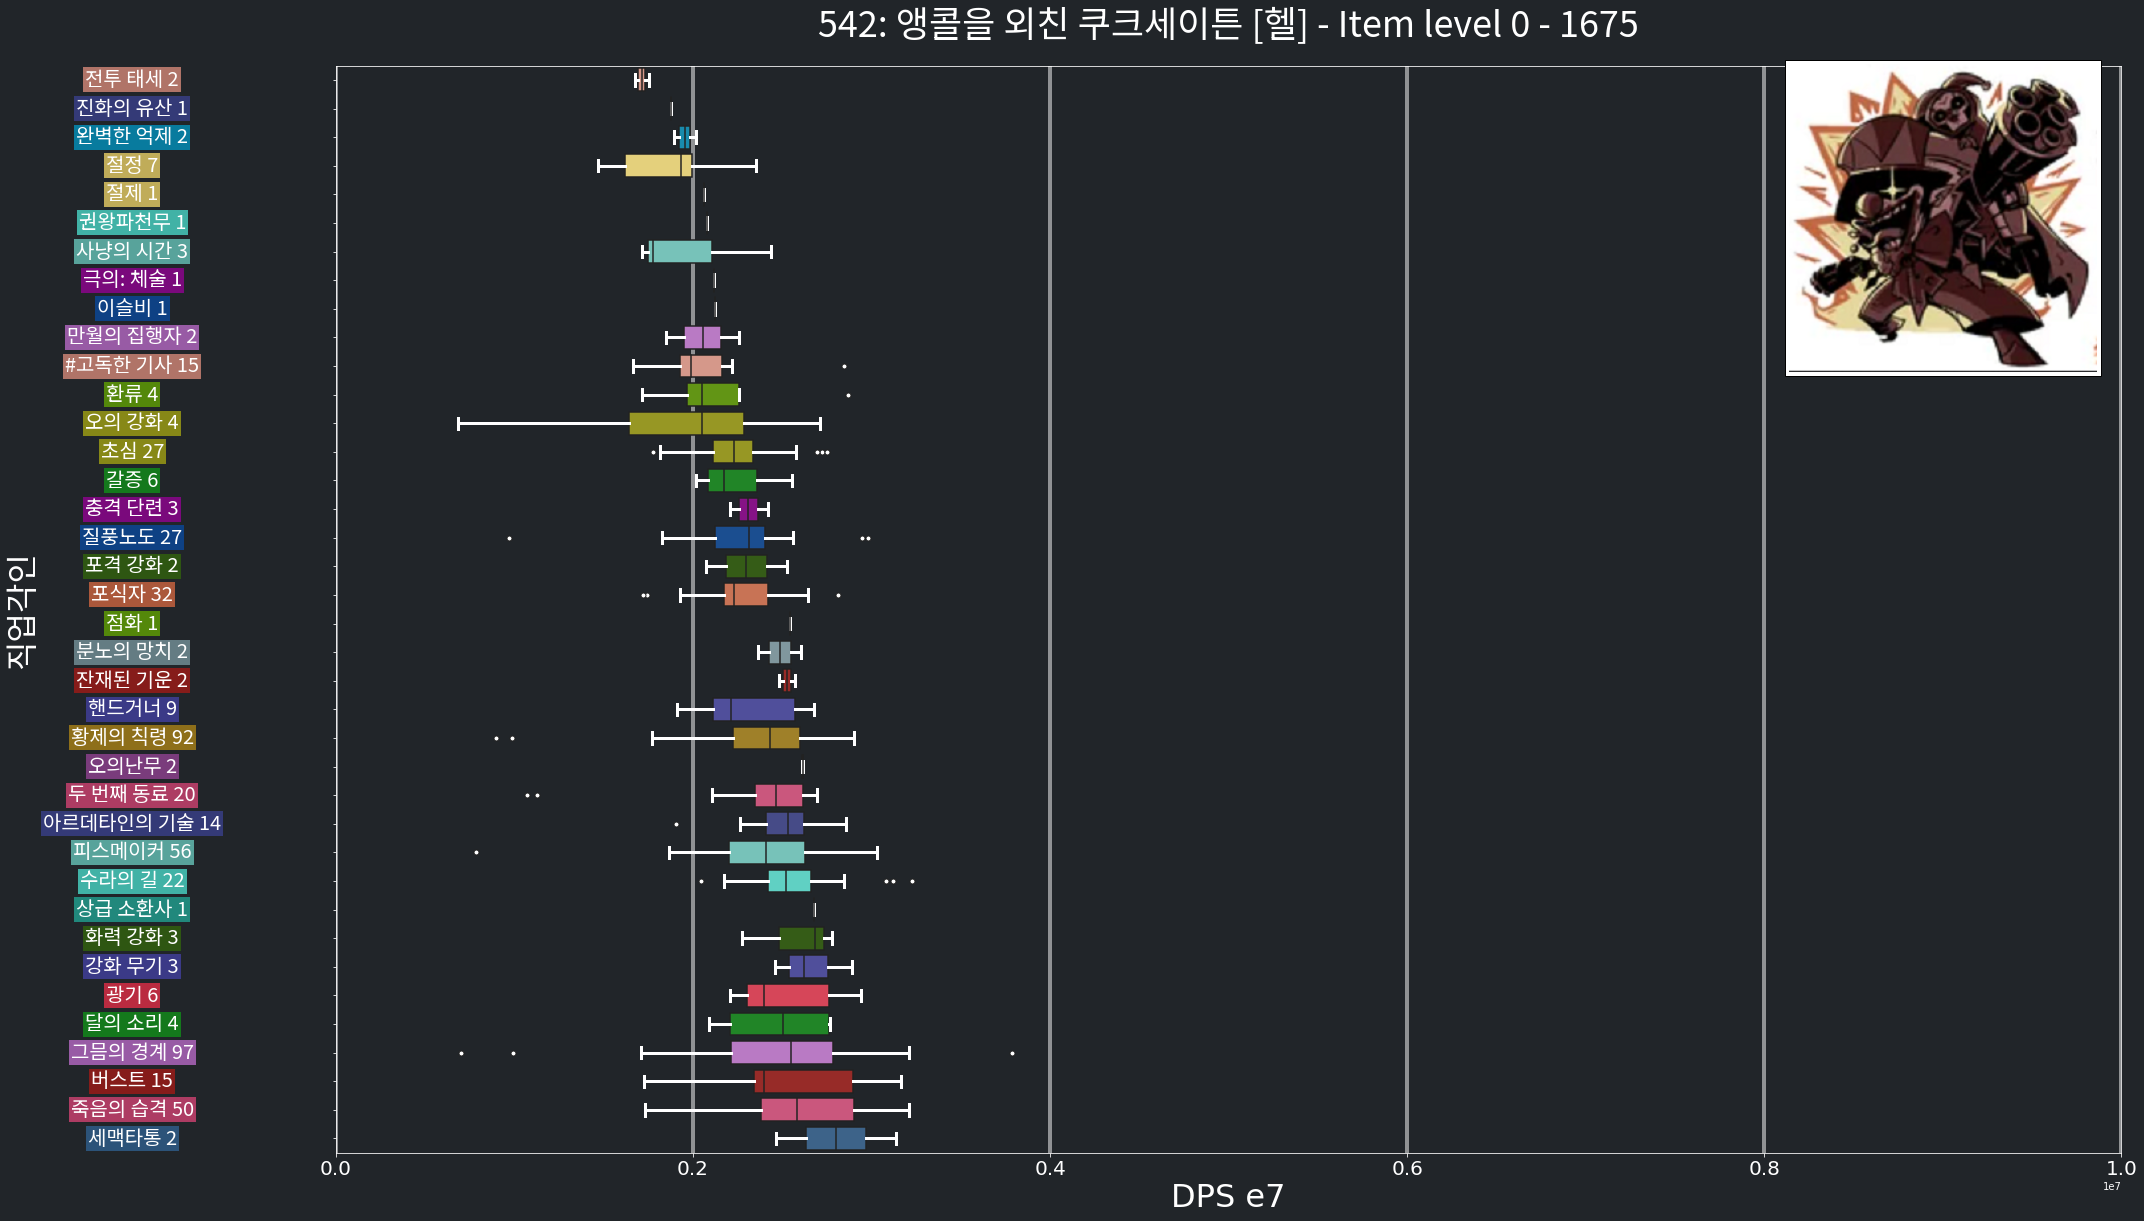 542: 앵콜을 외친 쿠크세이튼 [헬] - Item level 0 - 1675
직업각인
전투 태세 2
진화의 유산 1
완벽한 억제 2
절정 7
절제 1
권왕파천무 1
사냥의 시간 3
극의: 체술 1
이슬비 1
만월의 집행자 2
#고독한 기사 15
환류 4
오의 강화 4
초심 27
갈증 6
충격 단련 3
질풍노도 27
포격 강화 2
포식자 32
점화 1
분노의 망치 2
잔재된 기운 2
핸드거너 9
황제의 칙령 92
오의난무 2
두 번째 동료 20
아르데타인의 기술 14
피스메이커 56
수라의 길 22
상급 소환사 1
화력 강화 3
강화 무기 3
광기 6
달의 소리 4
그믐의 경계 97
버스트 15
죽음의 습격 50
세맥타통 2
0.0 0.2 0.4 0.6 0.8 1.0
1e7
DPS e7